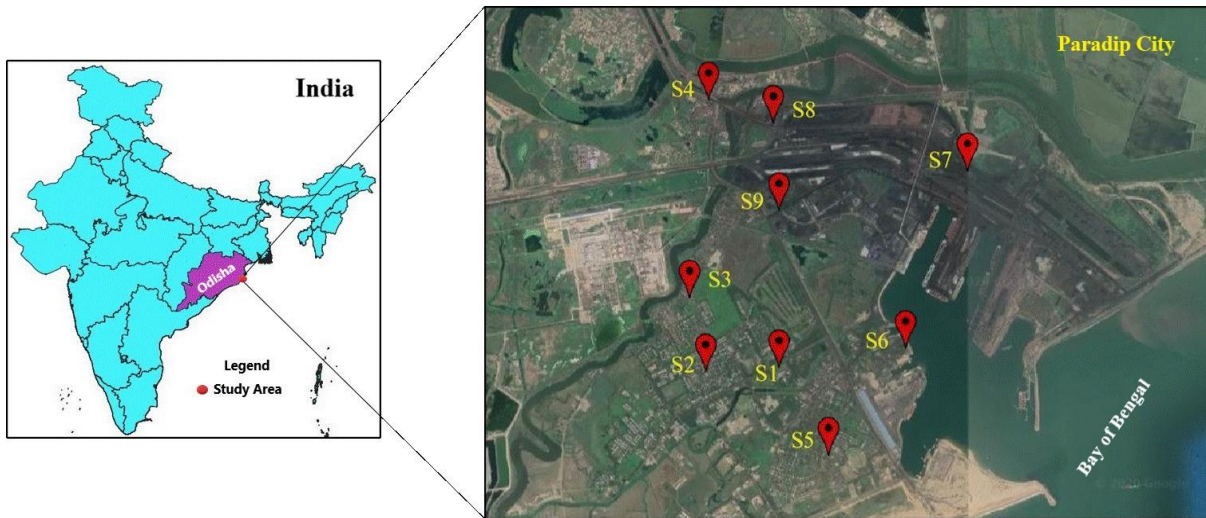 India
Odisha
Legend
Study Area
Paradip City
S4
S8
S7
S9
S3
S6
S2
S1
S5
Bay of Bengal
© 2020 Google